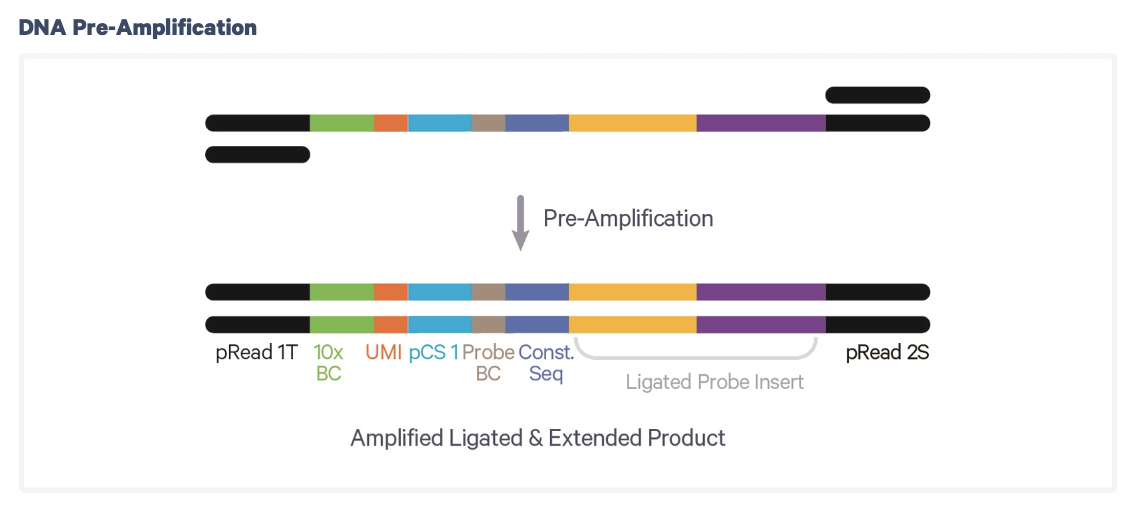 DNA Pre-Amplification
Pre-Amplification
pRead 1T
10x
BC
UMI
pCS 1
Probe
BC
Const.
Seq
Ligated Probe Insert
pRead 2S
Amplified Ligated & Extended Product